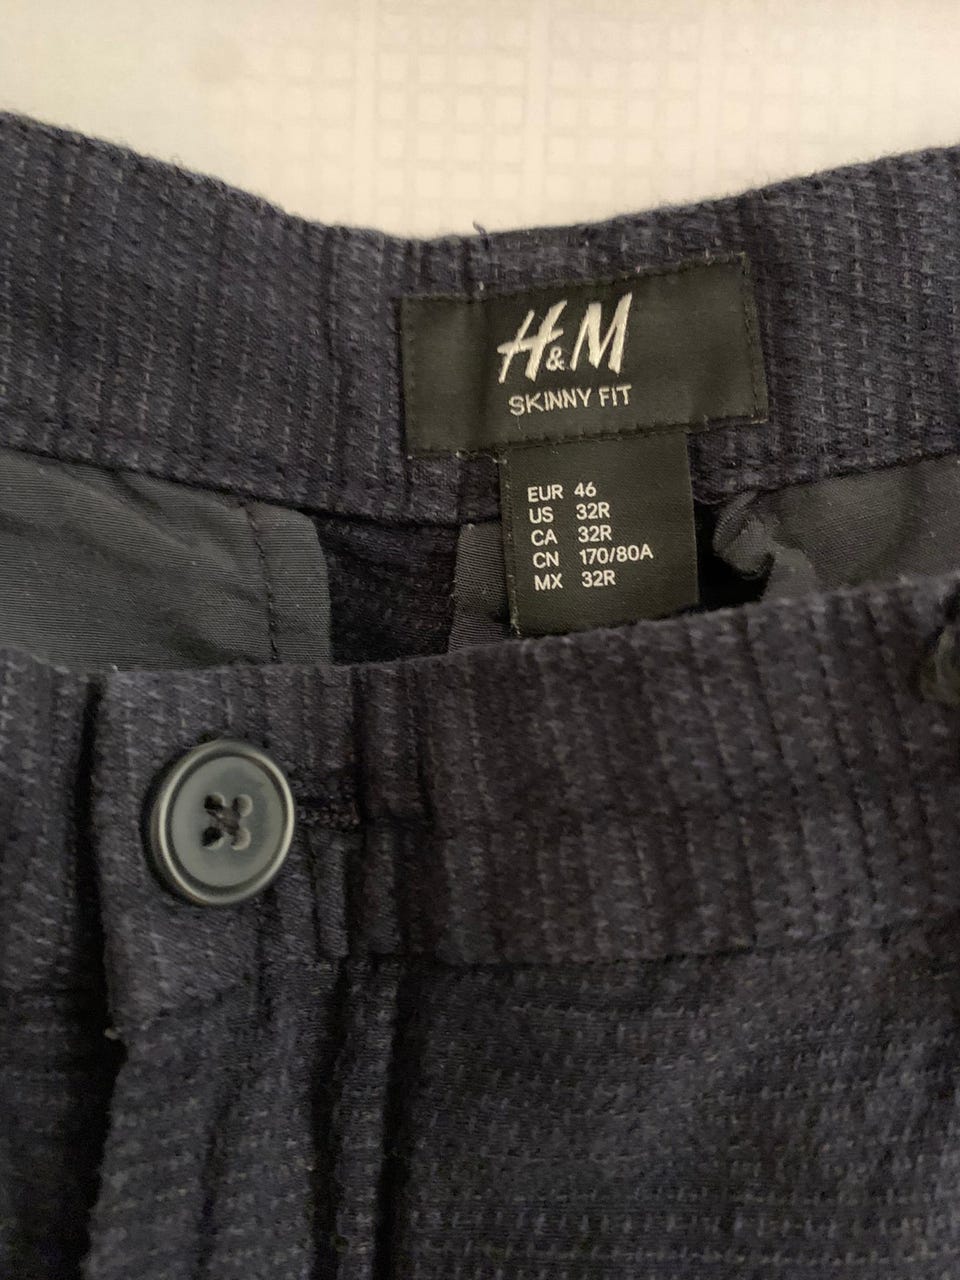 H&M
SKINNY FIT
EUR 46
US 32R
CA 32R
CN 170/80A
MX 32R